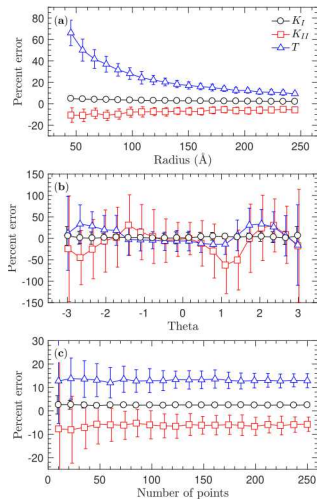 (a)
K_I
K_II
T
Percent error
80
60
40
20
0
-20
50 100 150 200 250
Radius (Å)
(b)
Percent error
150
100
50
0
-50
-100
-150
-3 -2 -1 0 1 2 3
Theta
(c)
Percent error
30
20
10
0
-10
-20
0 50 100 150 200 250
Number of points